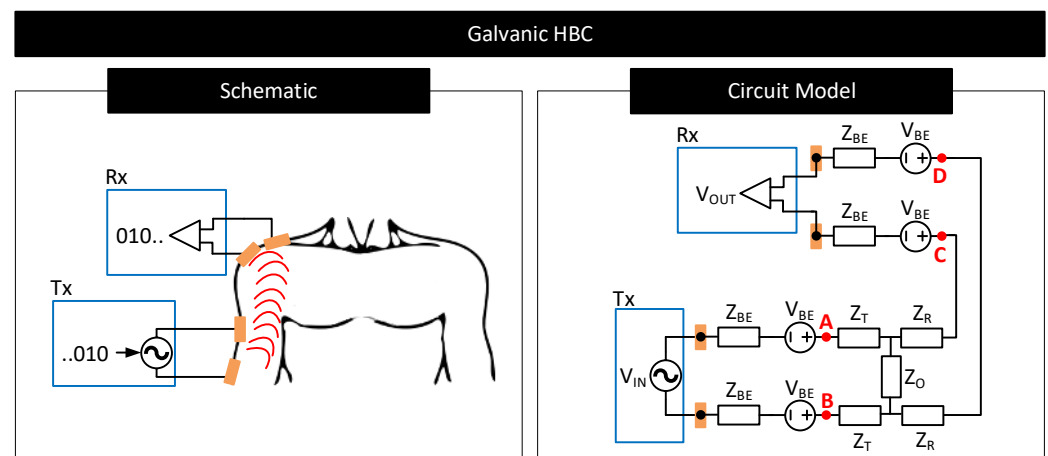 Galvanic HBC
Schematic
Rx
010..
Tx
..010
Circuit Model
Rx
V_OUT
Z_BE
V_BE
D
Z_BE
V_BE
C
Tx
V_IN
Z_BE
V_BE
A
Z_T
Z_R
Z_O
Z_BE
V_BE
B
Z_T
Z_R